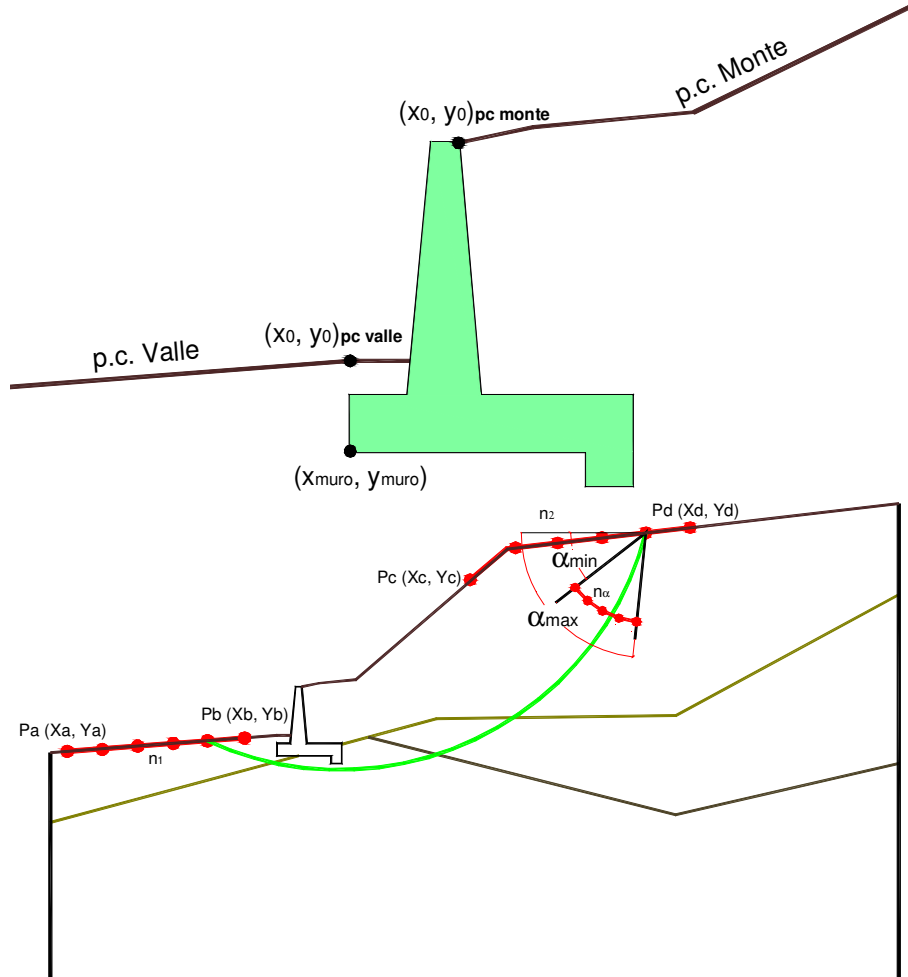 p.c. Monte
(x0, y0)pc monte
(x0, y0)pc valle
p.c. Valle
(xmuro, ymuro)
n2
Pd (Xd, Yd)
αmin
Pc (Xc, Yc)
nα
αmax
Pb (Xb, Yb)
Pa (Xa, Ya)
n1